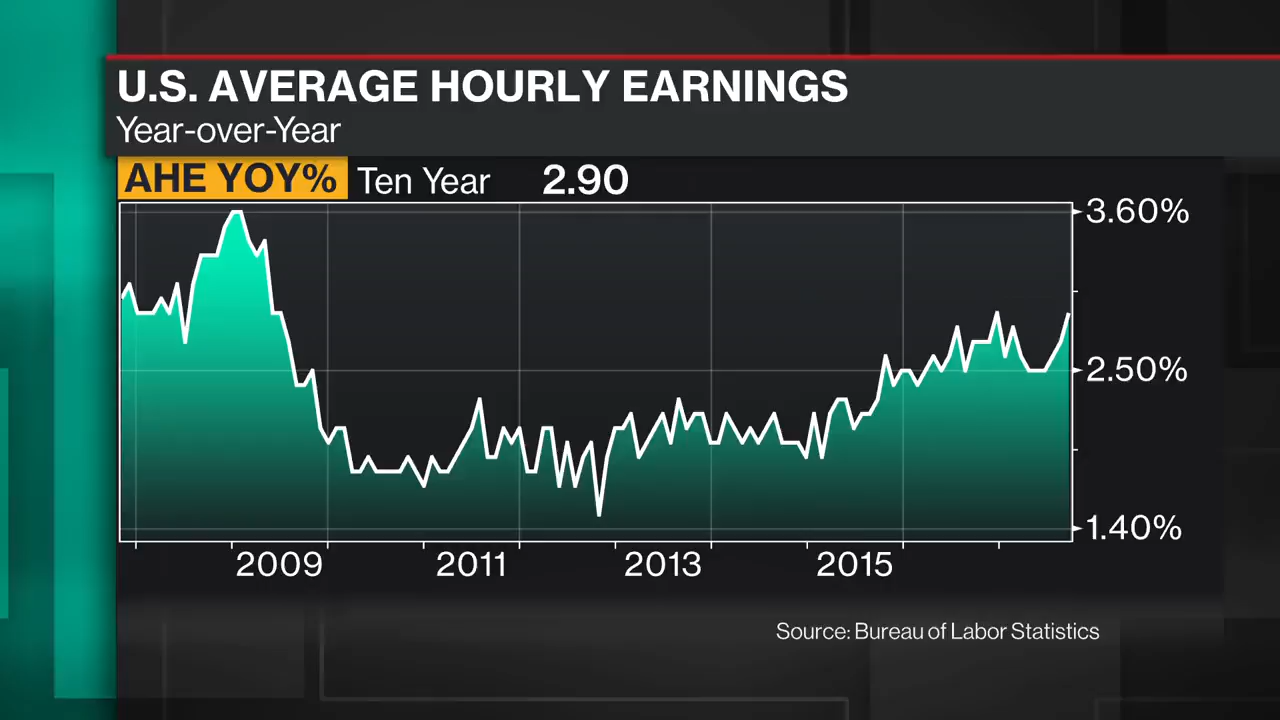 U.S. AVERAGE HOURLY EARNINGS
Year-over-Year
AHE YOY% Ten Year 2.90
3.60%
2.50%
1.40%
2009 2011 2013 2015
Source: Bureau of Labor Statistics